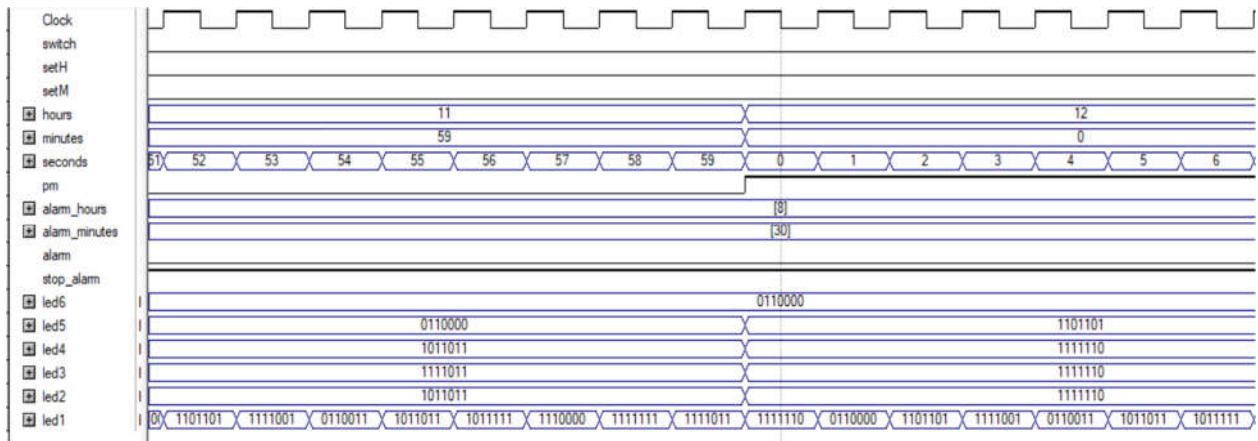 Clock
switch
setH
setM
hours 11 12
minutes 59 0
seconds 51 52 53 54 55 56 57 58 59 0 1 2 3 4 5 6
pm
alarm_hours [8]
alarm_minutes [30]
alarm
stop_alarm
led6 0110000
led5 0110000 1101101
led4 1011011 1111110
led3 1111011 1111110
led2 1011011 1111110
led1 1101101 1111001 0110011 1011011 1011111 1110000 1111111 1111011 1111110 0110000 1101101 1111001 0110011 1011011 1011111